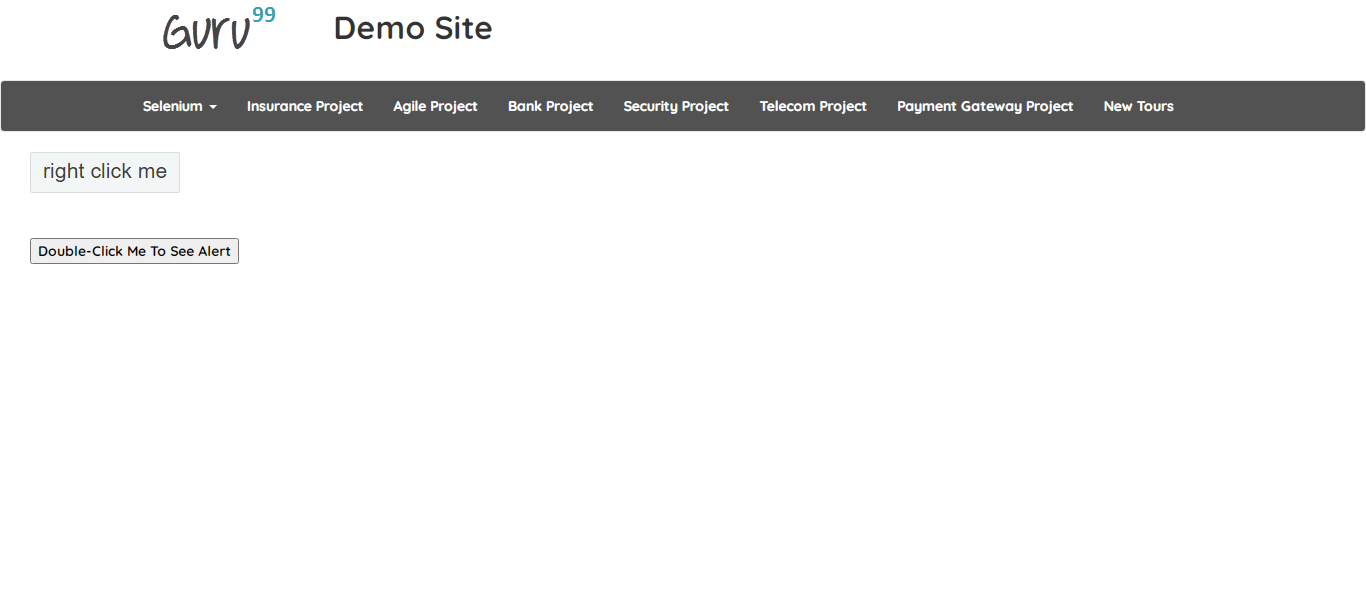 Guru99 Demo Site
Selenium Insurance Project Agile Project Bank Project Security Project Telecom Project Payment Gateway Project New Tours
right click me
Double-Click Me To See Alert